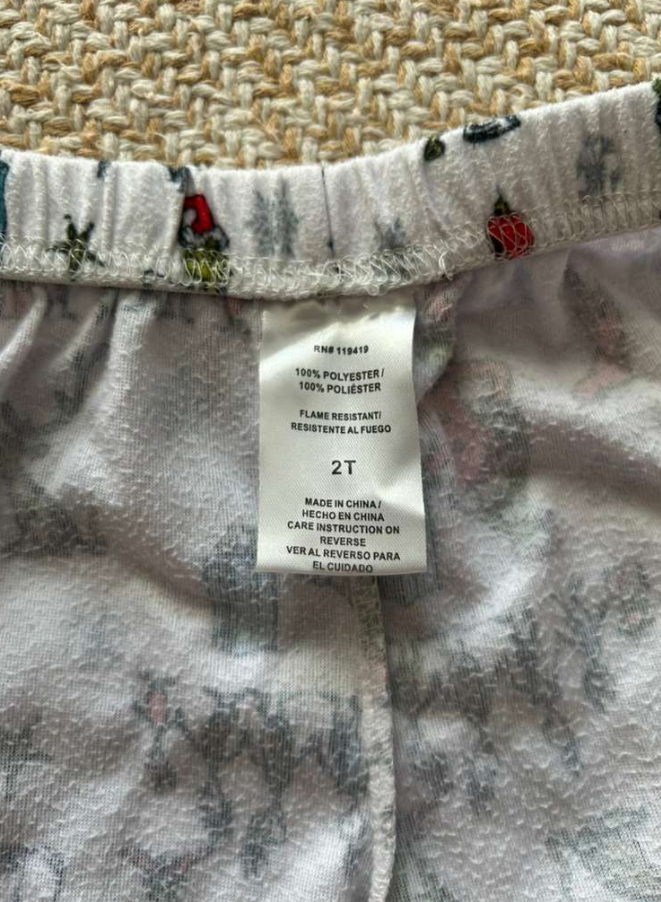 RN# 119419
100% POLYESTER/
100% POLIÉSTER
FLAME RESISTANT/
RESISTENTE AL FUEGO
2T
MADE IN CHINA/
HECHO EN CHINA
CARE INSTRUCTION ON
REVERSE
VER AL REVERSO PARA
EL CUIDADO